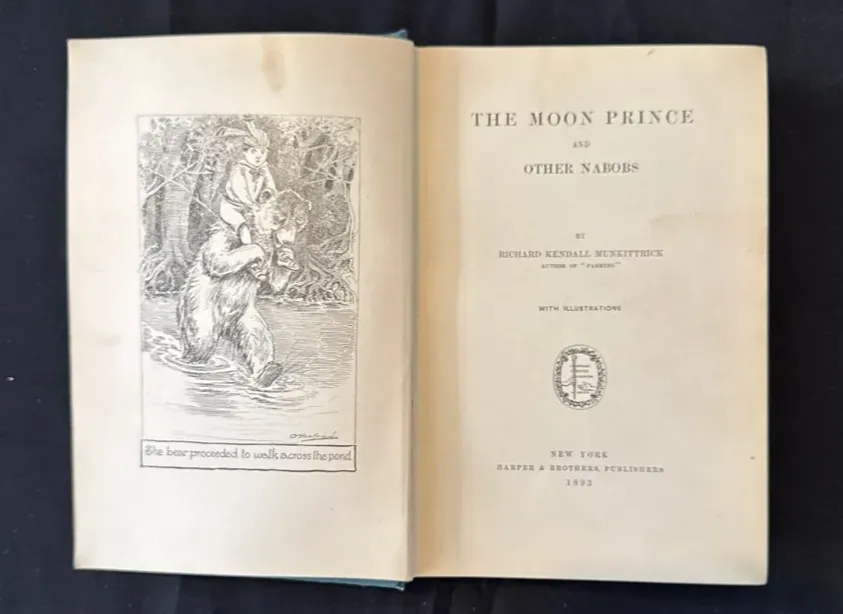 The bear proceeded to walk across the pond
THE MOON PRINCE
AND
OTHER NABOBS
BY
RICHARD KENDALL MUNKITTRICK
AUTHOR OF "FARMING"
WITH ILLUSTRATIONS
NEW YORK
HARPER & BROTHERS, PUBLISHERS
1893